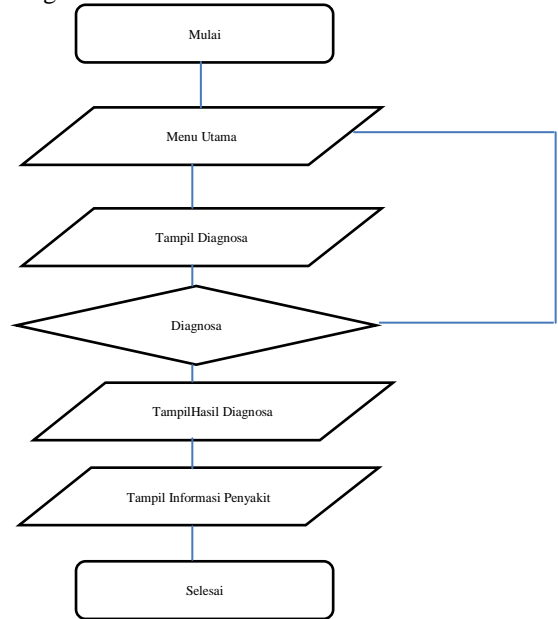 Mulai
Menu Utama
Tampil Diagnosa
Diagnosa
TampilHasil Diagnosa
Tampil Informasi Penyakit
Selesai